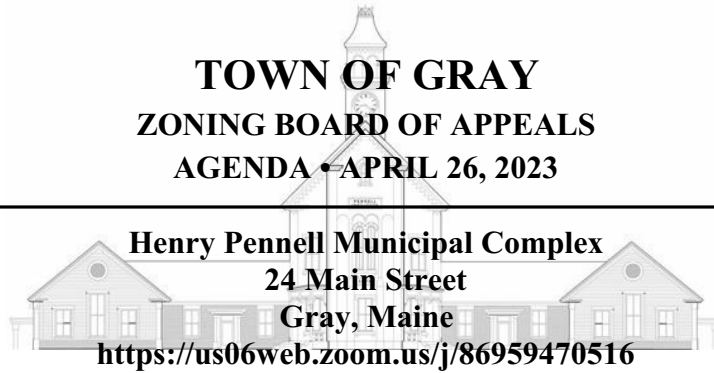 TOWN OF GRAY
ZONING BOARD OF APPEALS
AGENDA • APRIL 26, 2023
PENNELL
Henry Pennell Municipal Complex
24 Main Street
Gray, Maine
https://us06web.zoom.us/j/86959470516